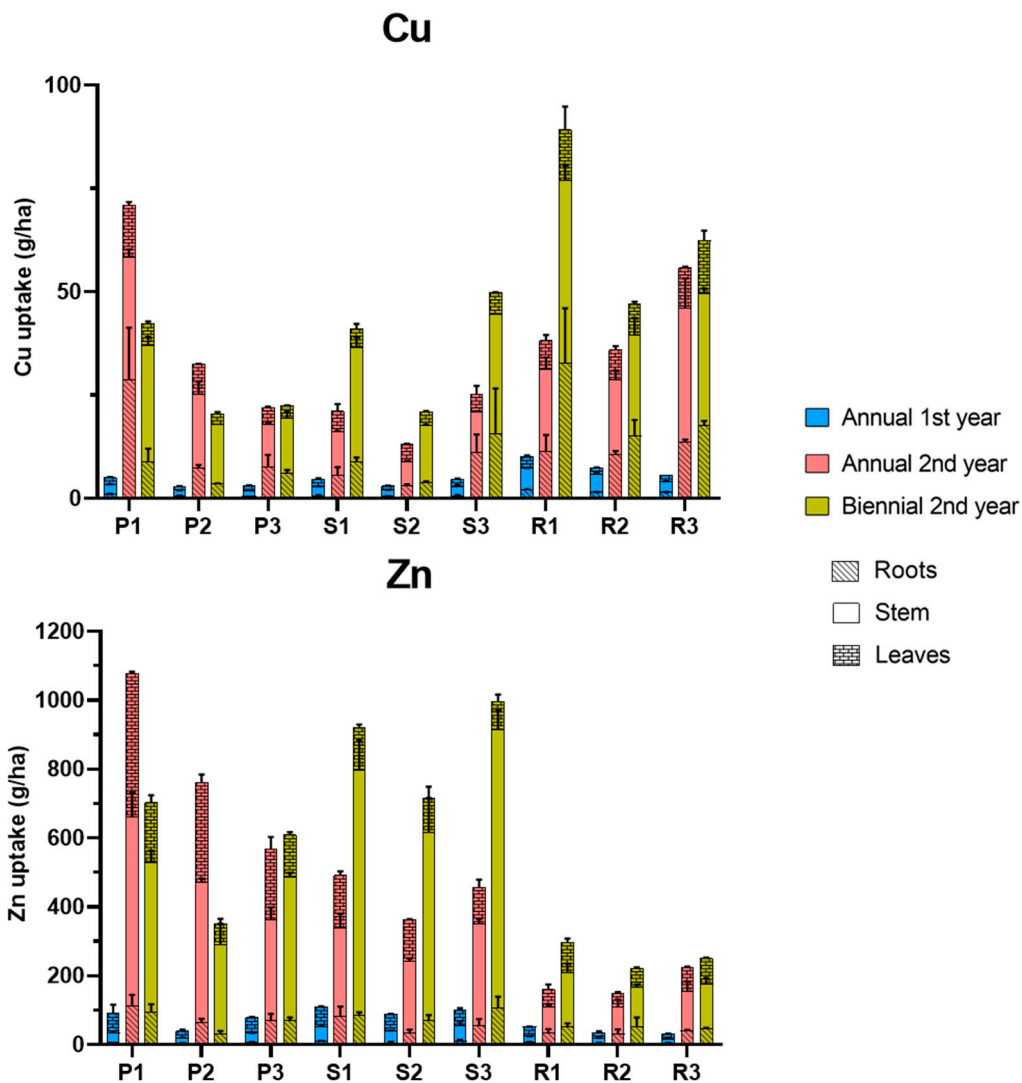 Cu
100
50
0
Cu uptake (g/ha)
P1 P2 P3 S1 S2 S3 R1 R2 R3
Annual 1st year
Annual 2nd year
Biennial 2nd year
Roots
Stem
Leaves
Zn
1200
1000
800
600
400
200
0
Zn uptake (g/ha)
P1 P2 P3 S1 S2 S3 R1 R2 R3